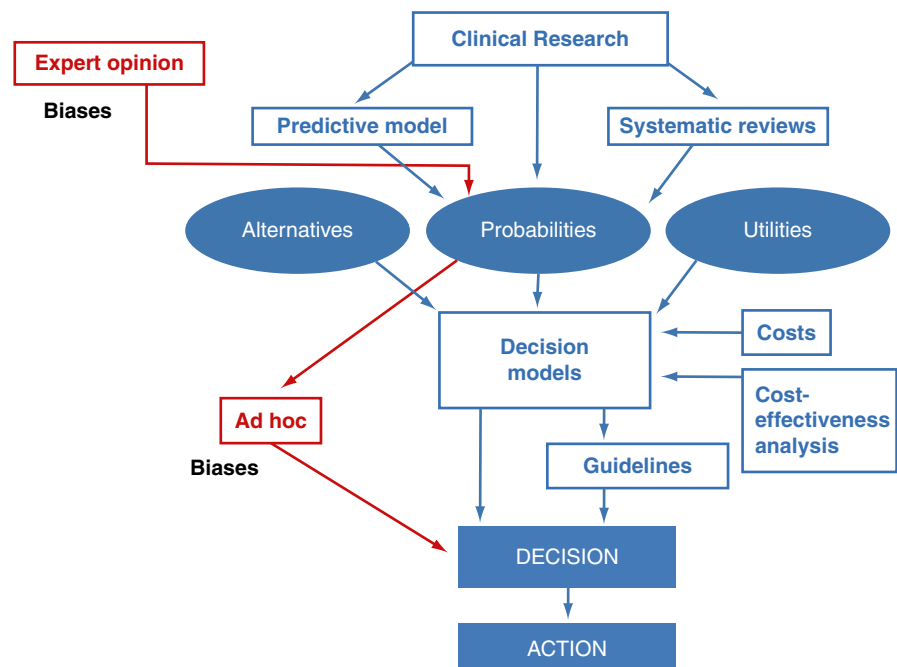 Clinical Research
Expert opinion
Biases
Predictive model
Systematic reviews
Alternatives
Probabilities
Utilities
Decision
models
Costs
Cost-
effectiveness
analysis
Ad hoc
Biases
Guidelines
DECISION
ACTION